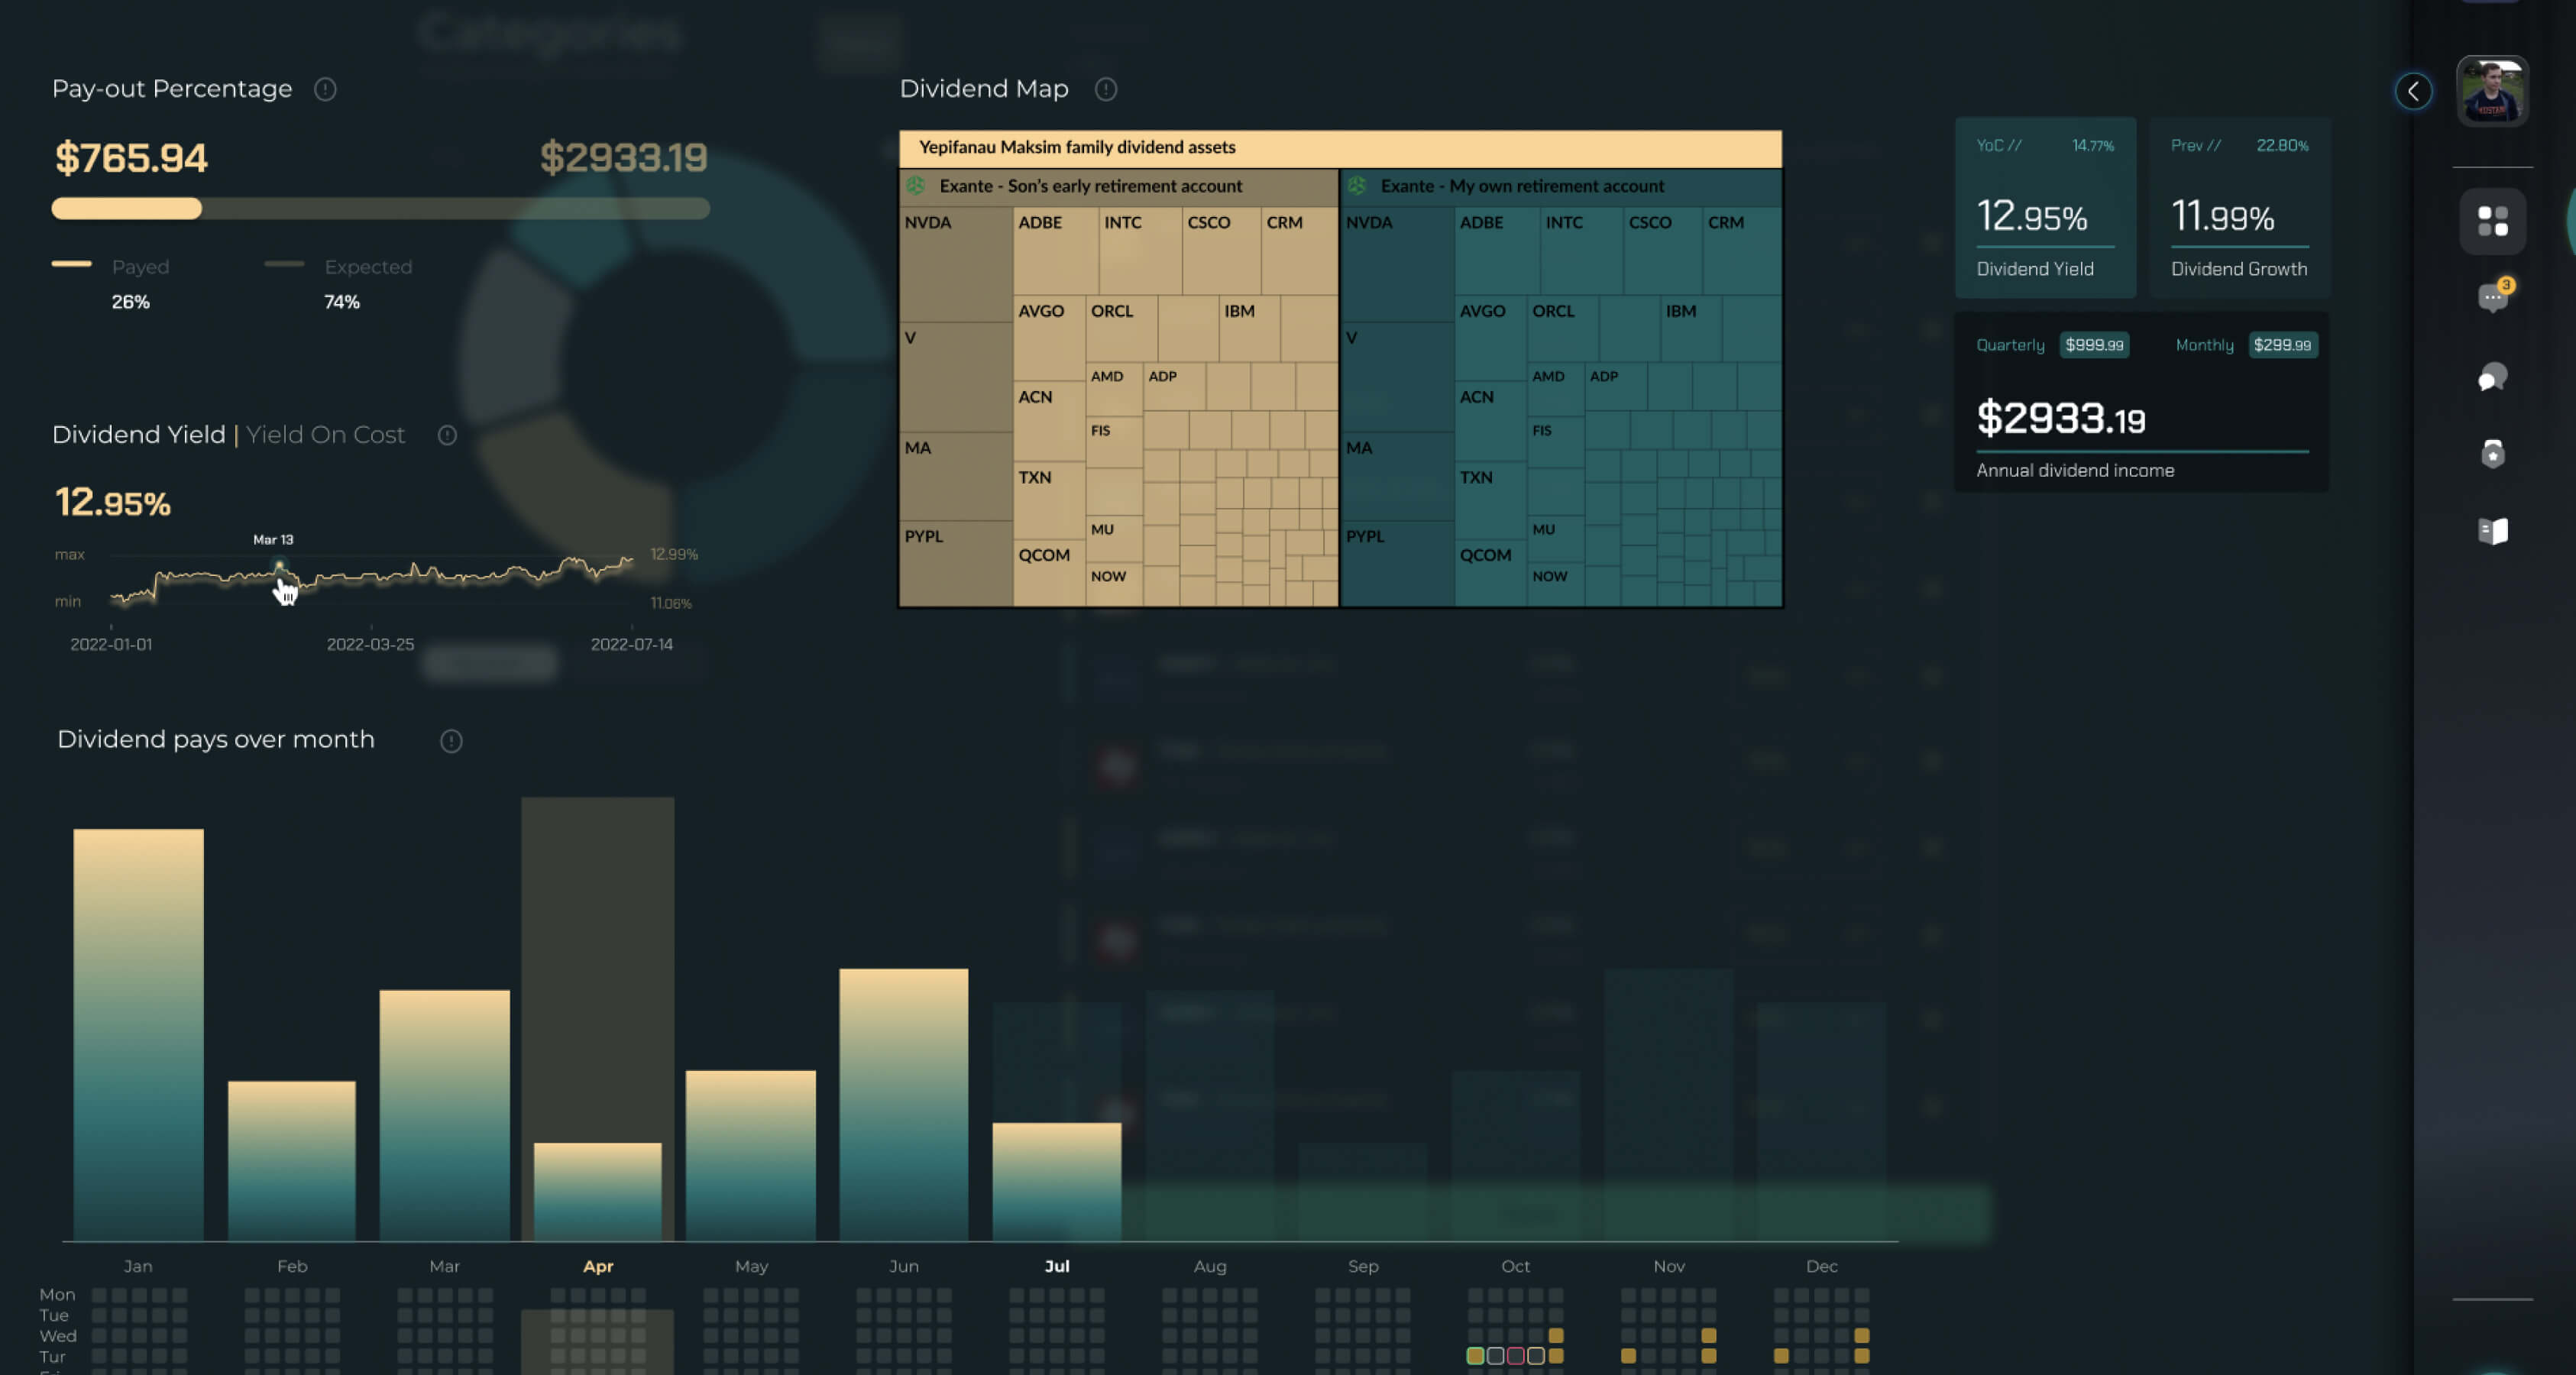 Categories
Pay-out Percentage
$765.94
$2933.19
Payed
26%
Expected
74%
Dividend Yield | Yield On Cost
12.95%
Mar 13
max
12.99%
min
11.06%
2022-01-01
2022-03-25
2022-07-14
Dividend Map
Yepifanau Maksim family dividend assets
Exante - Son's early retirement account
NVDA
ADBE
INTC
CSCO
CRM
AVGO
ORCL
IBM
V
AMD
ADP
ACN
FIS
MA
TXN
MU
PYPL
QCOM
NOW
Exante - My own retirement account
NVDA
ADBE
INTC
CSCO
CRM
AVGO
ORCL
IBM
V
AMD
ADP
ACN
FIS
MA
TXN
MU
PYPL
QCOM
NOW
YoC // 14.77%
12.95%
Dividend Yield
Prev // 22.80%
11.99%
Dividend Growth
Quarterly $999.99
Monthly $299.99
$2933.19
Annual dividend income
MUSTANG
3
Dividend pays over month
Jan Feb Mar Apr May Jun Jul Aug Sep Oct Nov Dec
Mon
Tue
Wed
Tur